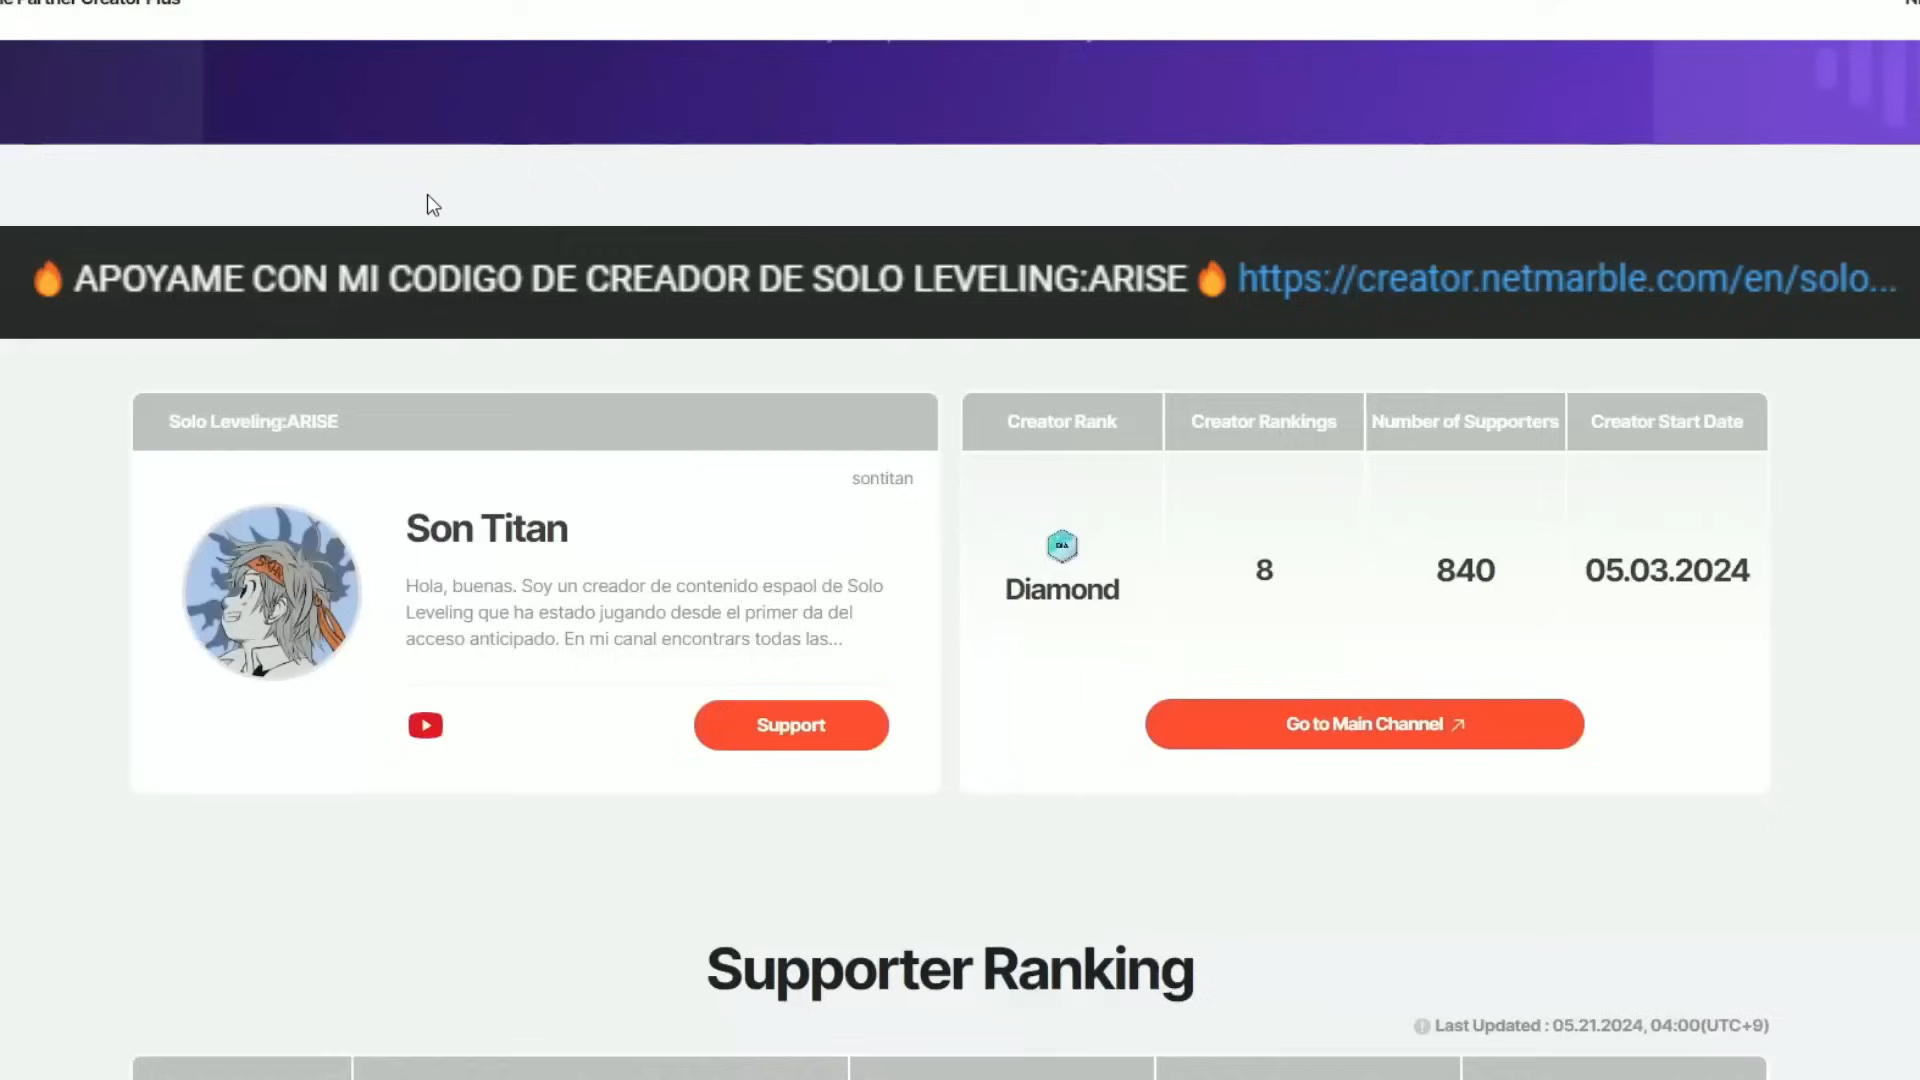 Partner Creator Plus
🔥 APOYAME CON MI CODIGO DE CREADOR DE SOLO LEVELING:ARISE 🔥 https://creator.netmarble.com/en/solo...
Solo Leveling:ARISE
sontitan
Son Titan
Hola, buenas. Soy un creador de contenido espaol de Solo
Leveling que ha estado jugando desde el primer da del
acceso anticipado. En mi canal encontrars todas las...
Support
Creator Rank
Creator Rankings
Number of Supporters
Creator Start Date
DIA
Diamond
8
840
05.03.2024
Go to Main Channel
Supporter Ranking
Last Updated : 05.21.2024, 04:00(UTC+9)